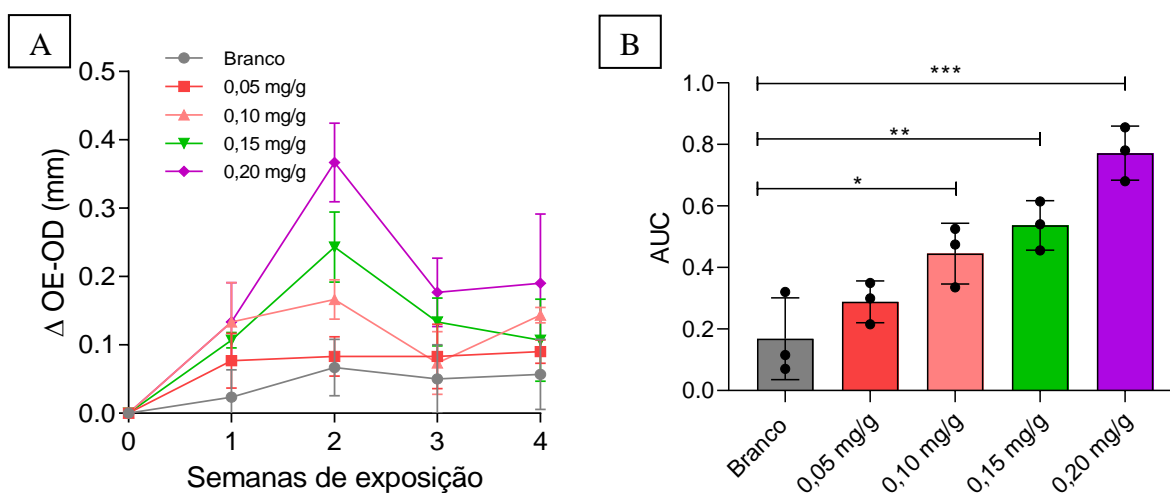 A
Branco
0,05 mg/g
0,10 mg/g
0,15 mg/g
0,20 mg/g
0.5
0.4
0.3
0.2
0.1
0.0
Δ OE-OD (mm)
0 1 2 3 4
Semanas de exposição
B
***
**
*
1.0
0.8
0.6
0.4
0.2
0.0
AUC
Branco
0,05 mg/g
0,10 mg/g
0,15 mg/g
0,20 mg/g